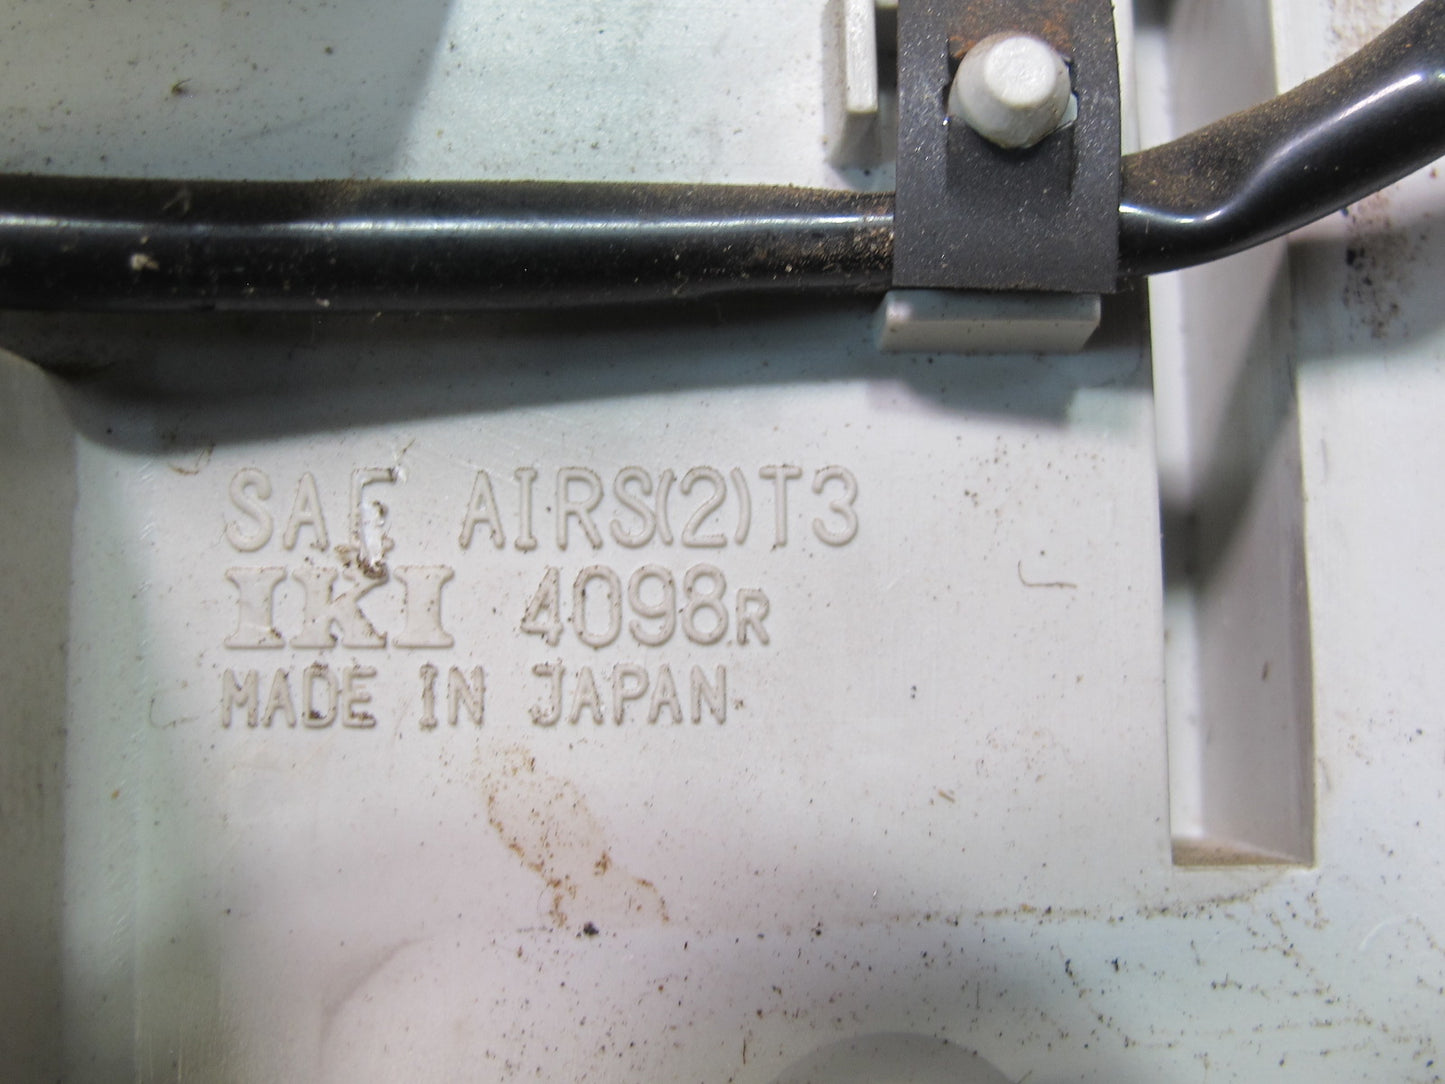 SAE AIRS(2)T3
IKI 4098R
MADE IN JAPAN